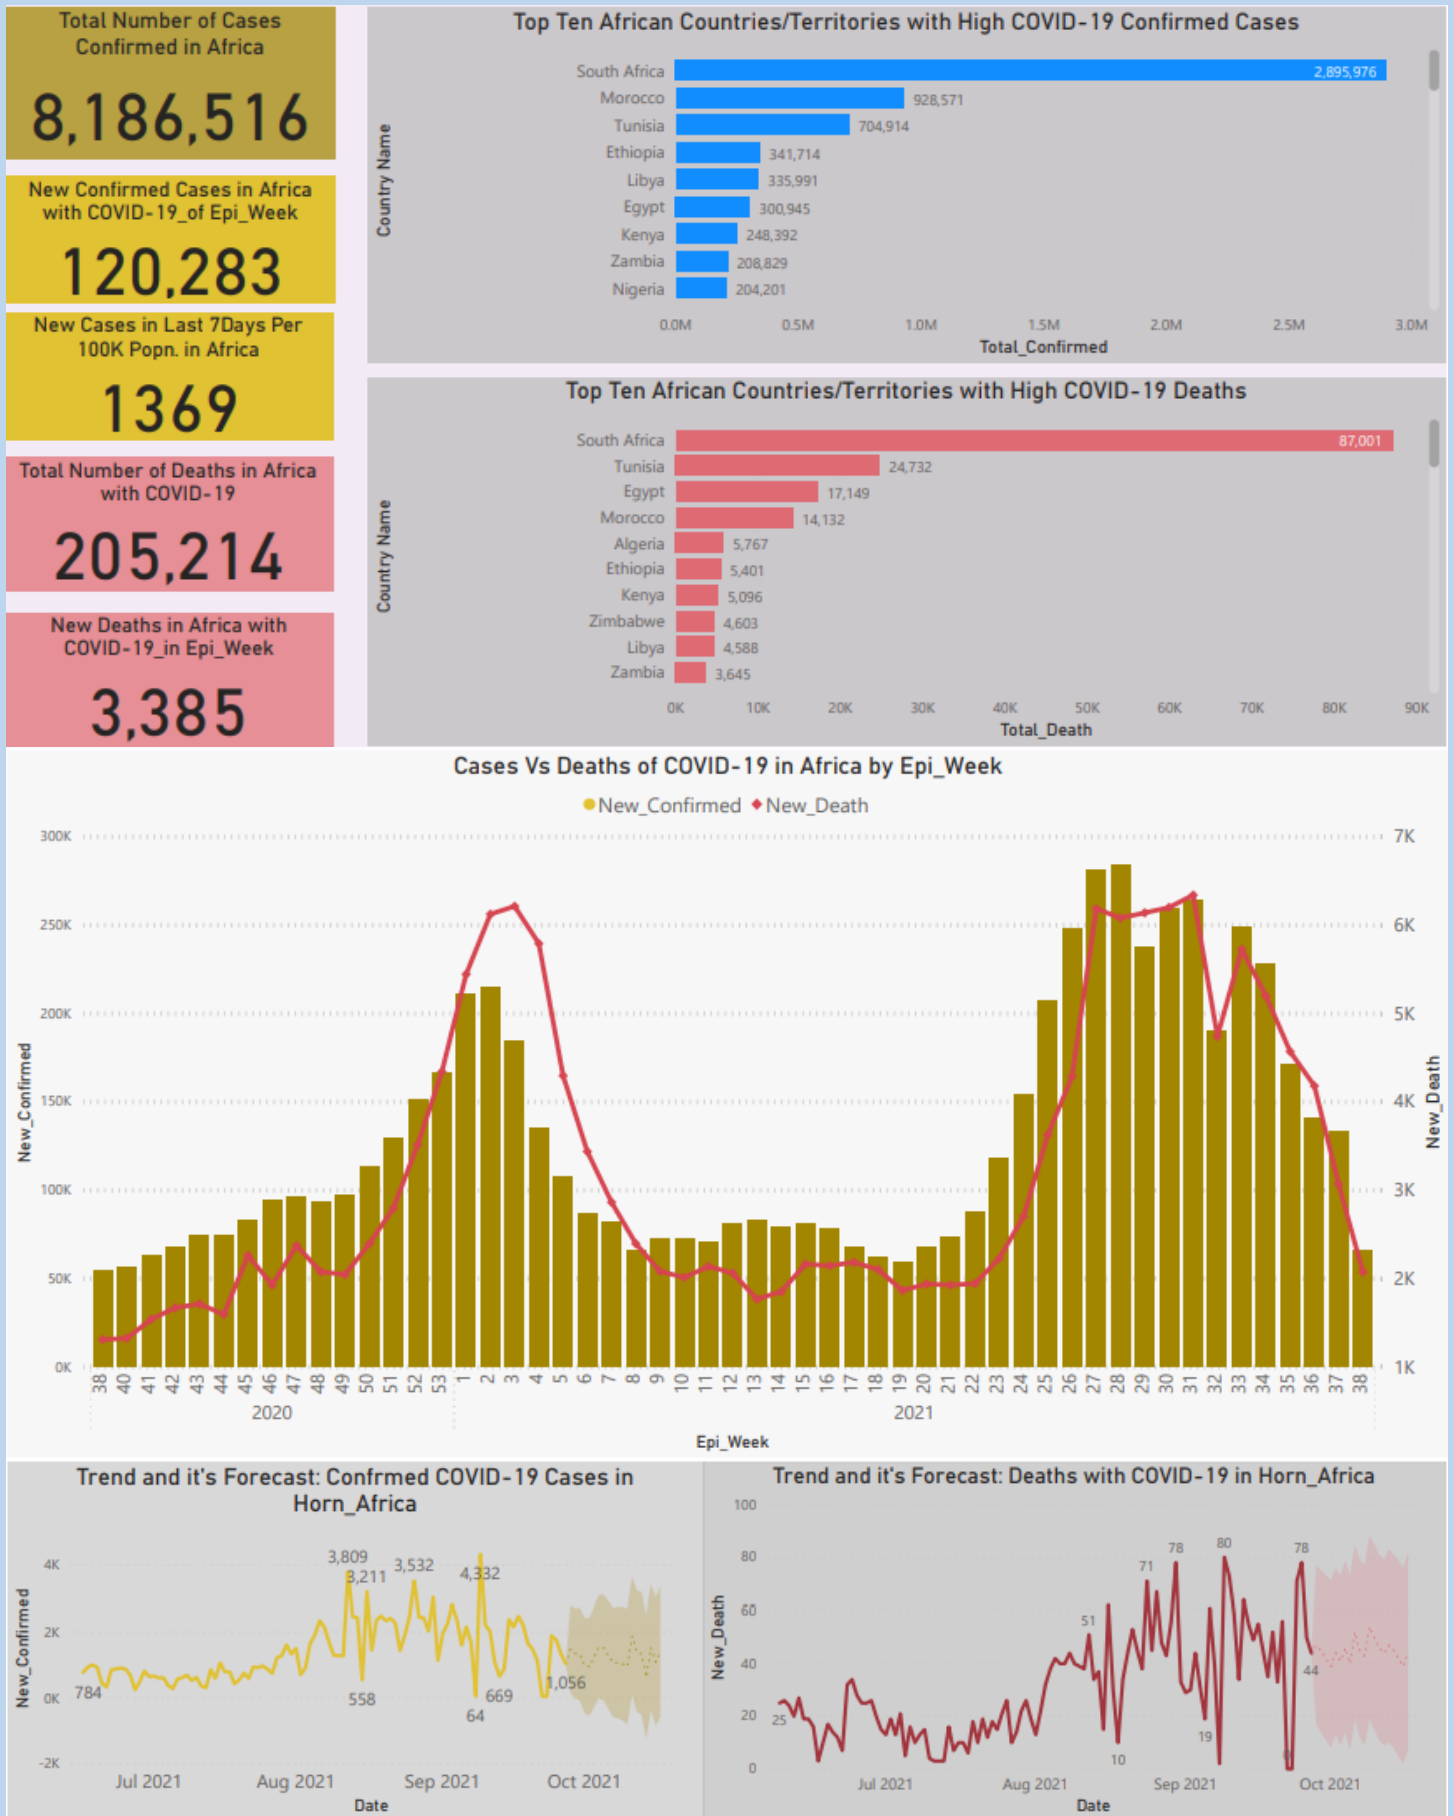 Total Number of Cases
Confirmed in Africa
8,186,516
New Confirmed Cases in Africa
with COVID-19_of Epi_Week
120,283
New Cases in Last 7Days Per
100K Popn. in Africa
1369
Total Number of Deaths in Africa
with COVID-19
205,214
New Deaths in Africa with
COVID-19_in Epi_Week
3,385
Top Ten African Countries/Territories with High COVID-19 Confirmed Cases
Country Name
South Africa 2,895,976
Morocco 928,571
Tunisia 704,914
Ethiopia 341,714
Libya 335,991
Egypt 300,945
Kenya 248,392
Zambia 208,829
Nigeria 204,201
0.0M 0.5M 1.0M 1.5M 2.0M 2.5M 3.0M
Total_Confirmed
Top Ten African Countries/Territories with High COVID-19 Deaths
Country Name
South Africa 87,001
Tunisia 24,732
Egypt 17,149
Morocco 14,132
Algeria 5,767
Ethiopia 5,401
Kenya 5,096
Zimbabwe 4,603
Libya 4,588
Zambia 3,645
0K 10K 20K 30K 40K 50K 60K 70K 80K 90K
Total_Death
Cases Vs Deaths of COVID-19 in Africa by Epi_Week
New_Confirmed New_Death
300K 7K
250K 6K
200K 5K
150K 4K
100K 3K
50K 2K
0K 1K
New_Confirmed
New_Death
38 40 41 42 43 44 45 46 47 48 49 50 51 52 53 1 2 3 4 5 6 7 8 9 10 11 12 13 14 15 16 17 18 19 20 21 22 23 24 25 26 27 28 29 30 31 32 33 34 35 36 37 38
2020 2021
Epi_Week
Trend and it's Forecast: Confrmed COVID-19 Cases in
Horn_Africa
New_Confirmed
4K
2K
0K
-2K
3,809
3,211
3,532
4,332
784
558
64
669
1,056
Jul 2021 Aug 2021 Sep 2021 Oct 2021
Date
Trend and it's Forecast: Deaths with COVID-19 in Horn_Africa
New_Death
100
80
60
40
20
0
25
51
10
71
78
19
80
0
78
44
Jul 2021 Aug 2021 Sep 2021 Oct 2021
Date